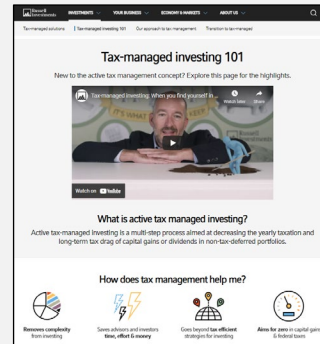 Russell
Investments
INVESTMENTS
YOUR BUSINESS
ECONOMY & MARKETS
ABOUT US
Tax-managed solutions
Tax-managed investing 101
Our approach to tax management
Transition to tax-managed
Tax-managed investing 101
New to the active tax management concept? Explore this page for the highlights.
Tax-managed investing: When you find yourself in ...
Watch later
Share
IT'S WHAT
Watch on YouTube
What is active tax managed investing?
Active tax-managed investing is a multi-step process aimed at decreasing the yearly taxation and
long-term tax drag of capital gains or dividends in non-tax-deferred portfolios.
How does tax management help me?
Removes complexity
from investing
Saves advisors and investors
time, effort & money
Goes beyond tax efficient
strategies for investing
Aims for zero in capital gains
& federal taxes